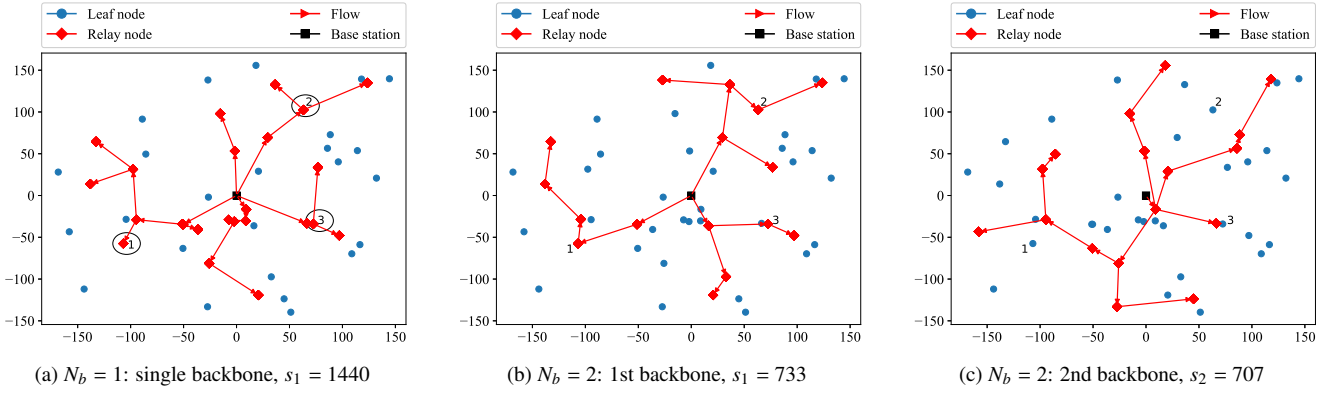 Leaf node Flow
Relay node Base station
150
100
50
0
−50
−100
−150
−150 −100 −50 0 50 100 150
2
3
1
(a) N_b = 1: single backbone, s_1 = 1440
Leaf node Flow
Relay node Base station
150
100
50
0
−50
−100
−150
−150 −100 −50 0 50 100 150
2
3
1
(b) N_b = 2: 1st backbone, s_1 = 733
Leaf node Flow
Relay node Base station
150
100
50
0
−50
−100
−150
−150 −100 −50 0 50 100 150
2
3
1
(c) N_b = 2: 2nd backbone, s_2 = 707